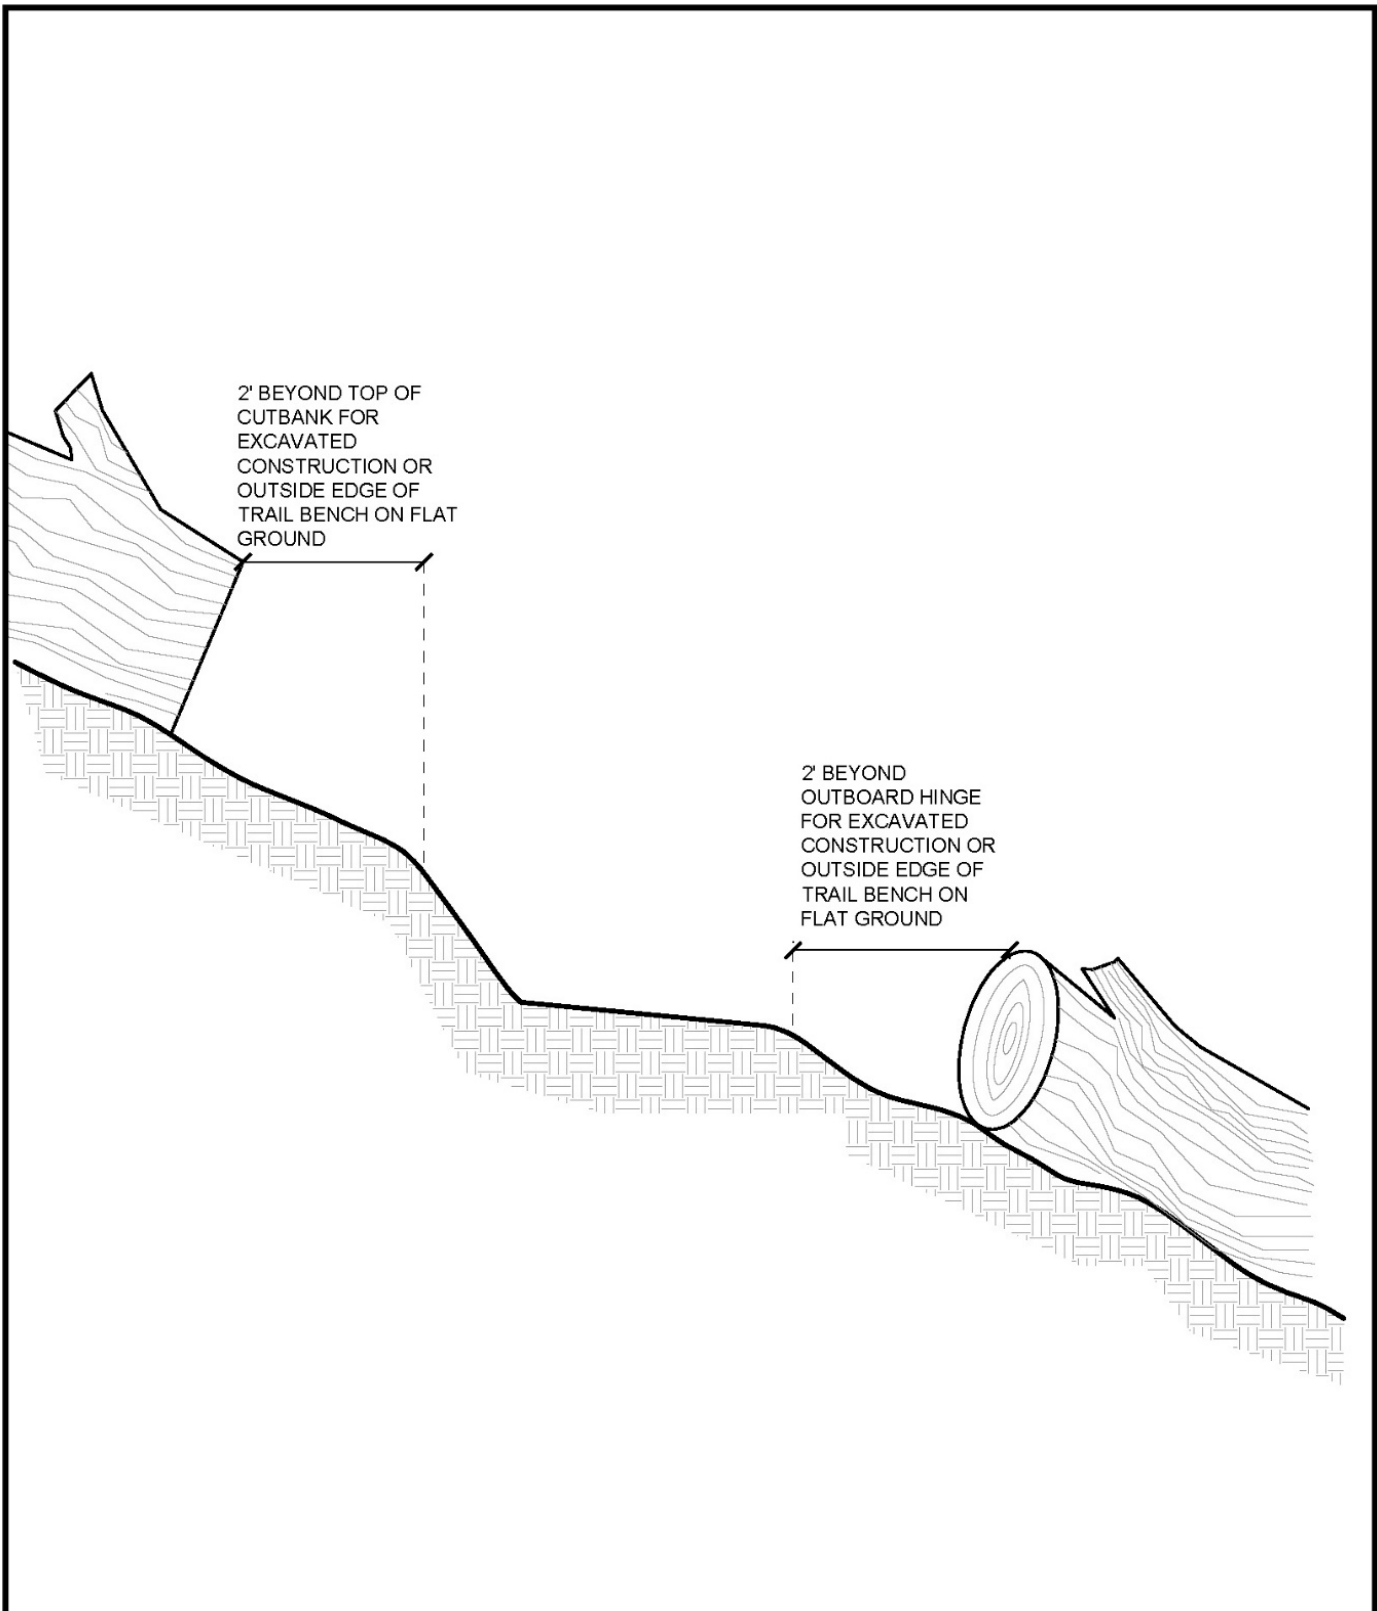 2' BEYOND TOP OF
CUTBANK FOR
EXCAVATED
CONSTRUCTION OR
OUTSIDE EDGE OF
TRAIL BENCH ON FLAT
GROUND
2' BEYOND
OUTBOARD HINGE
FOR EXCAVATED
CONSTRUCTION OR
OUTSIDE EDGE OF
TRAIL BENCH ON
FLAT GROUND